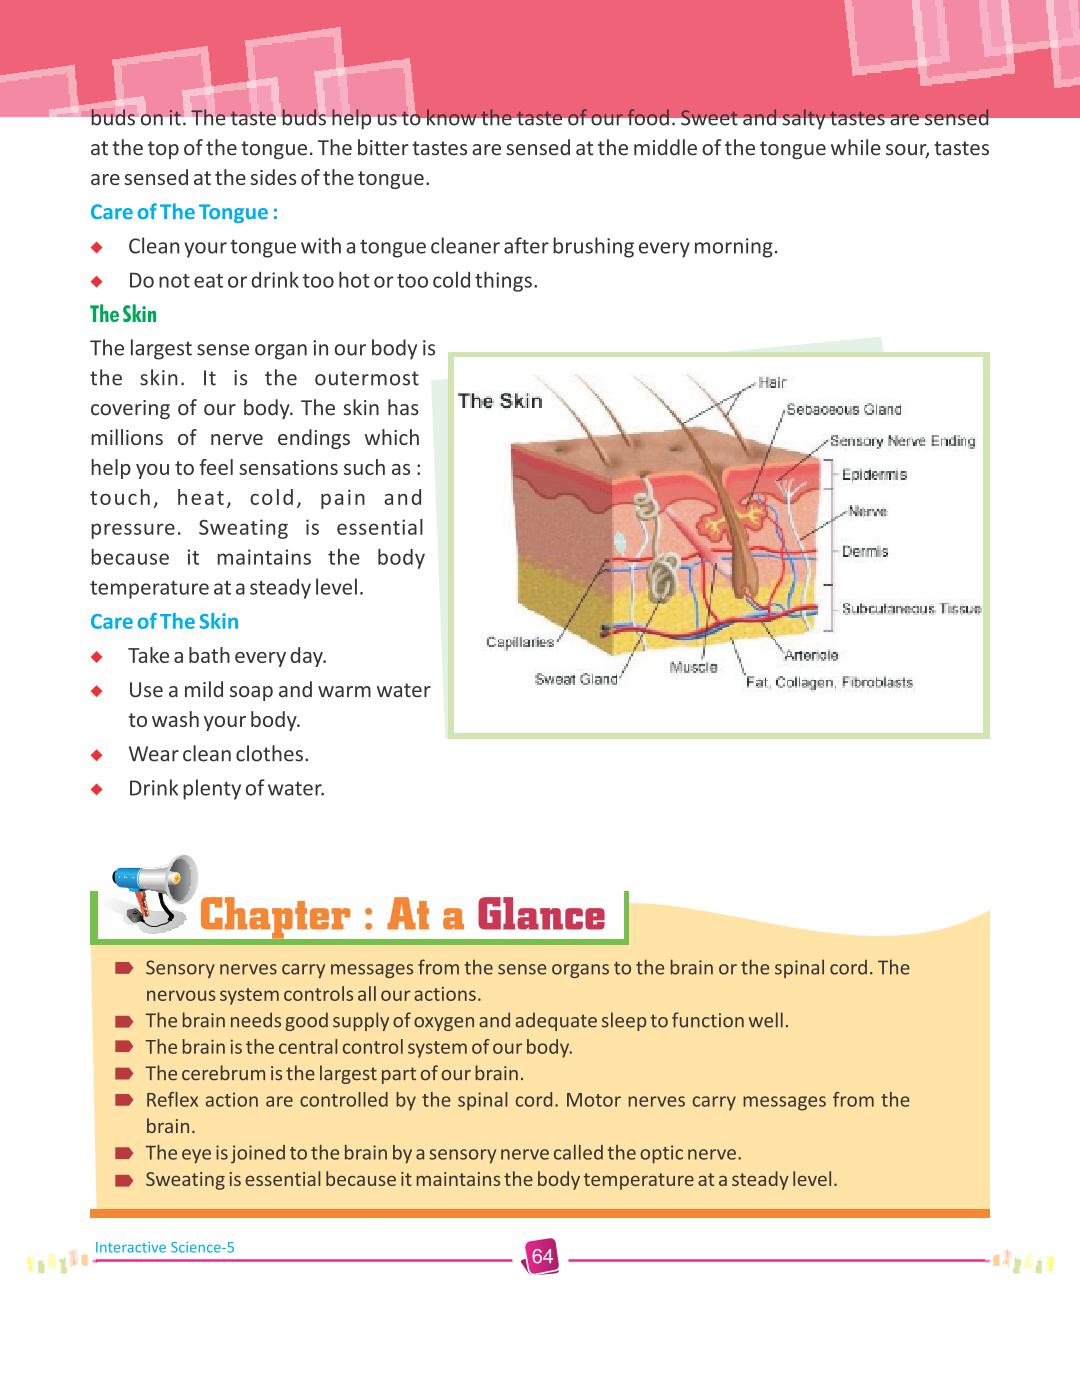 buds on it. The taste buds help us to know the taste of our food. Sweet and salty tastes are sensed
at the top of the tongue. The bitter tastes are sensed at the middle of the tongue while sour, tastes
are sensed at the sides of the tongue.
Care of The Tongue :
Clean your tongue with a tongue cleaner after brushing every morning.
Do not eat or drink too hot or too cold things.
The Skin
The largest sense organ in our body is
the skin. It is the outermost
covering of our body. The skin has
millions of nerve endings which
help you to feel sensations such as :
touch, heat, cold, pain and
pressure. Sweating is essential
because it maintains the body
temperature at a steady level.
Care of The Skin
Take a bath every day.
Use a mild soap and warm water
to wash your body.
Wear clean clothes.
Drink plenty of water.
The Skin
Hair
Sebaceous Gland
Sensory Nerve Ending
Epidermis
Nerve
Dermis
Subcutaneous Tissue
Capillaries
Arteriole
Muscle
Sweat Gland
Fat, Collagen, Fibroblasts
Chapter : At a Glance
Sensory nerves carry messages from the sense organs to the brain or the spinal cord. The
nervous system controls all our actions.
The brain needs good supply of oxygen and adequate sleep to function well.
The brain is the central control system of our body.
The cerebrum is the largest part of our brain.
Reflex action are controlled by the spinal cord. Motor nerves carry messages from the
brain.
The eye is joined to the brain by a sensory nerve called the optic nerve.
Sweating is essential because it maintains the body temperature at a steady level.
Interactive Science-5
64